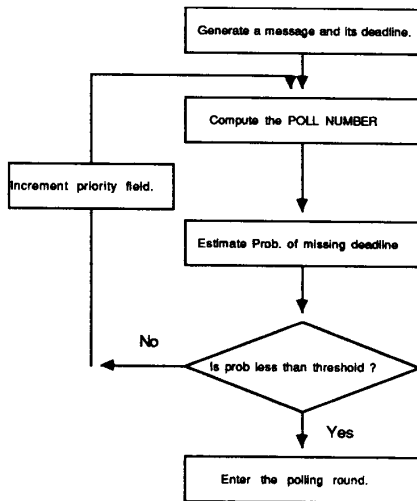 Generate a message and its deadline.
Compute the POLL NUMBER
Increment priority field.
Estimate Prob. of missing deadline
No
Is prob less than threshold ?
Yes
Enter the polling round.